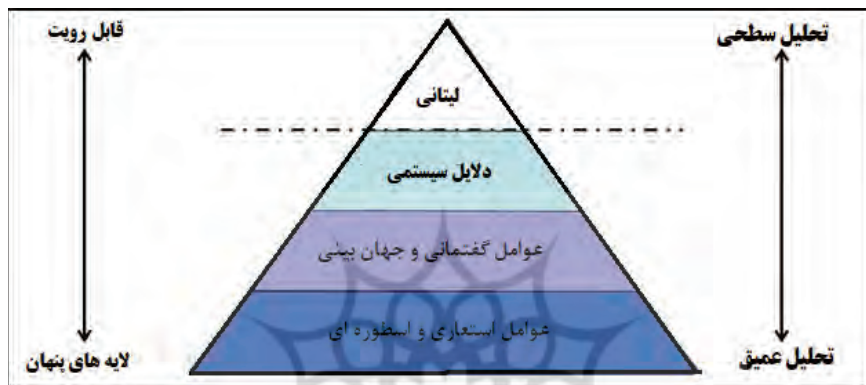 تحلیل سطحی
قابل رویت
لیتانی
دلایل سیستمی
عوامل گفتمانی و جهان بینی
عوامل استعاری و اسطوره ای
تحلیل عمیق
لایه های پنهان